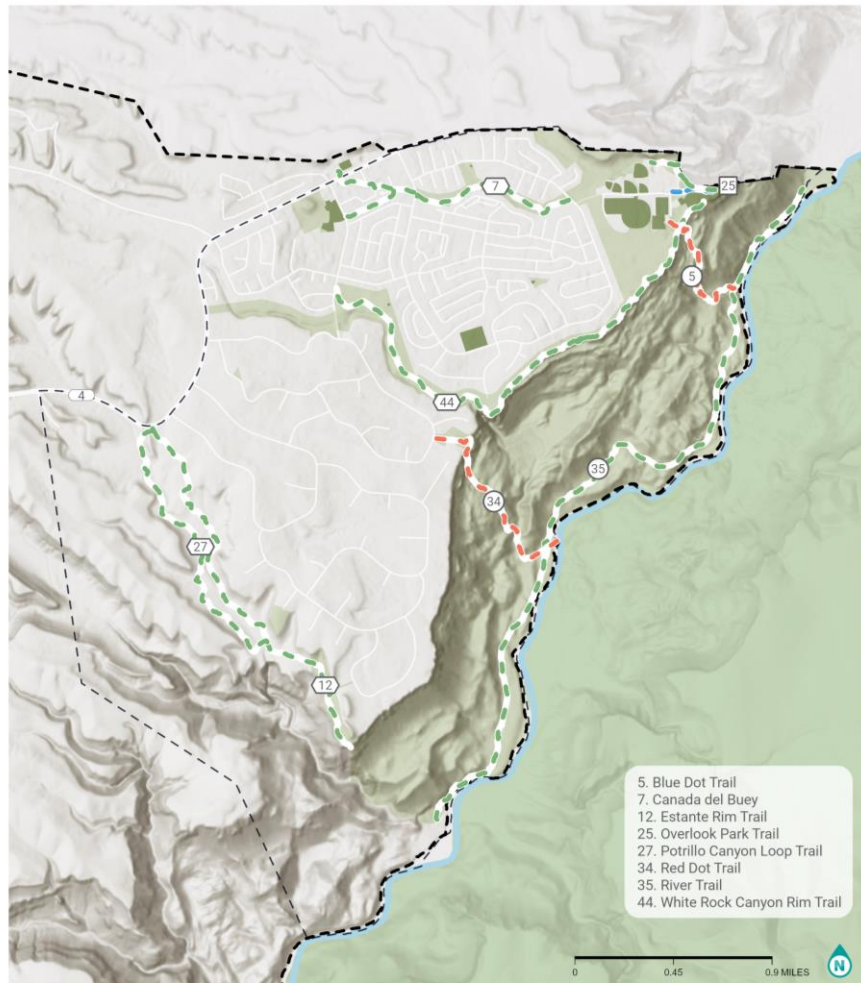 25
7
5
4
44
35
34
27
12
5. Blue Dot Trail
7. Canada del Buey
12. Estante Rim Trail
25. Overlook Park Trail
27. Potrillo Canyon Loop Trail
34. Red Dot Trail
35. River Trail
44. White Rock Canyon Rim Trail
0 0.45 0.9 MILES
N